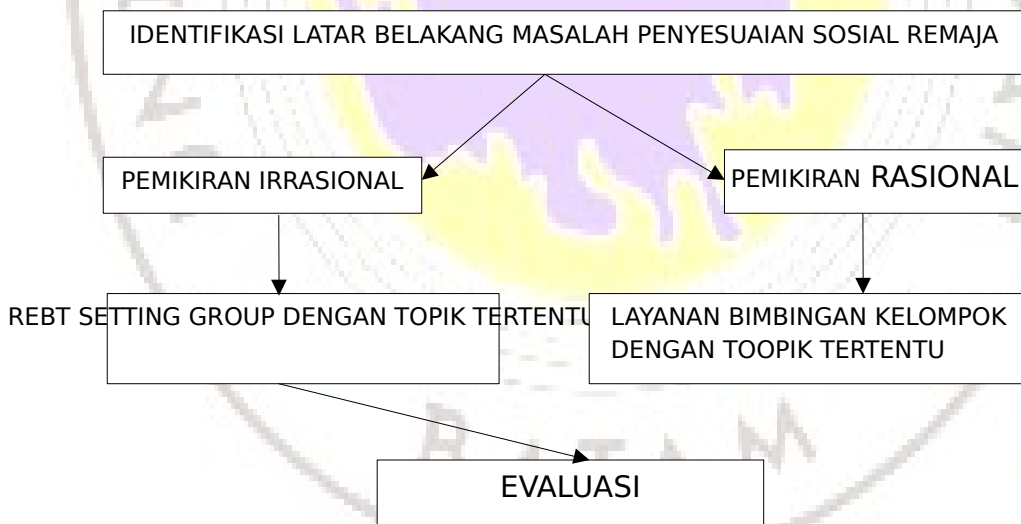 IDENTIFIKASI LATAR BELAKANG MASALAH PENYESUAIAN SOSIAL REMAJA
PEMIKIRAN IRRASIONAL
PEMIKIRAN RASIONAL
REBT SETTING GROUP DENGAN TOPIK TERTENTU
LAYANAN BIMBINGAN KELOMPOK
DENGAN TOOPIK TERTENTU
BATAM
EVALUASI